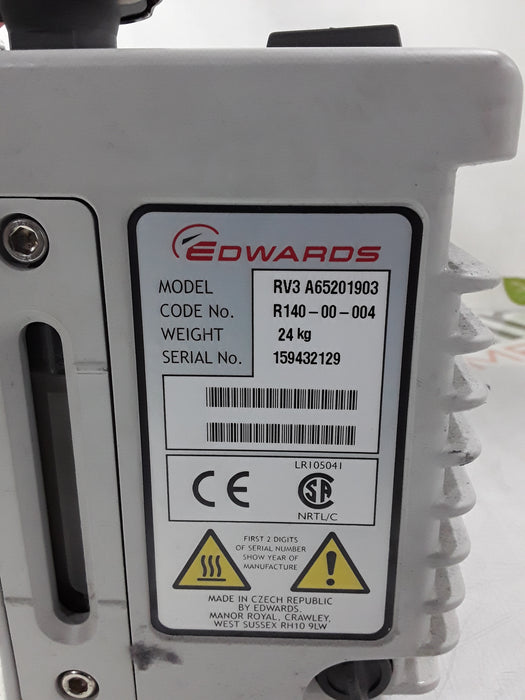 EDWARDS
MODEL RV3 A65201903
CODE No. R140-00-004
WEIGHT 24 kg
SERIAL No. 159432129
LR105041
CE SA
NRTL/C
FIRST 2 DIGITS
OF SERIAL NUMBER
SHOW YEAR OF
MANUFACTURE
MADE IN CZECH REPUBLIC
BY EDWARDS.
MANOR ROYAL, CRAWLEY,
WEST SUSSEX RH10 9LW